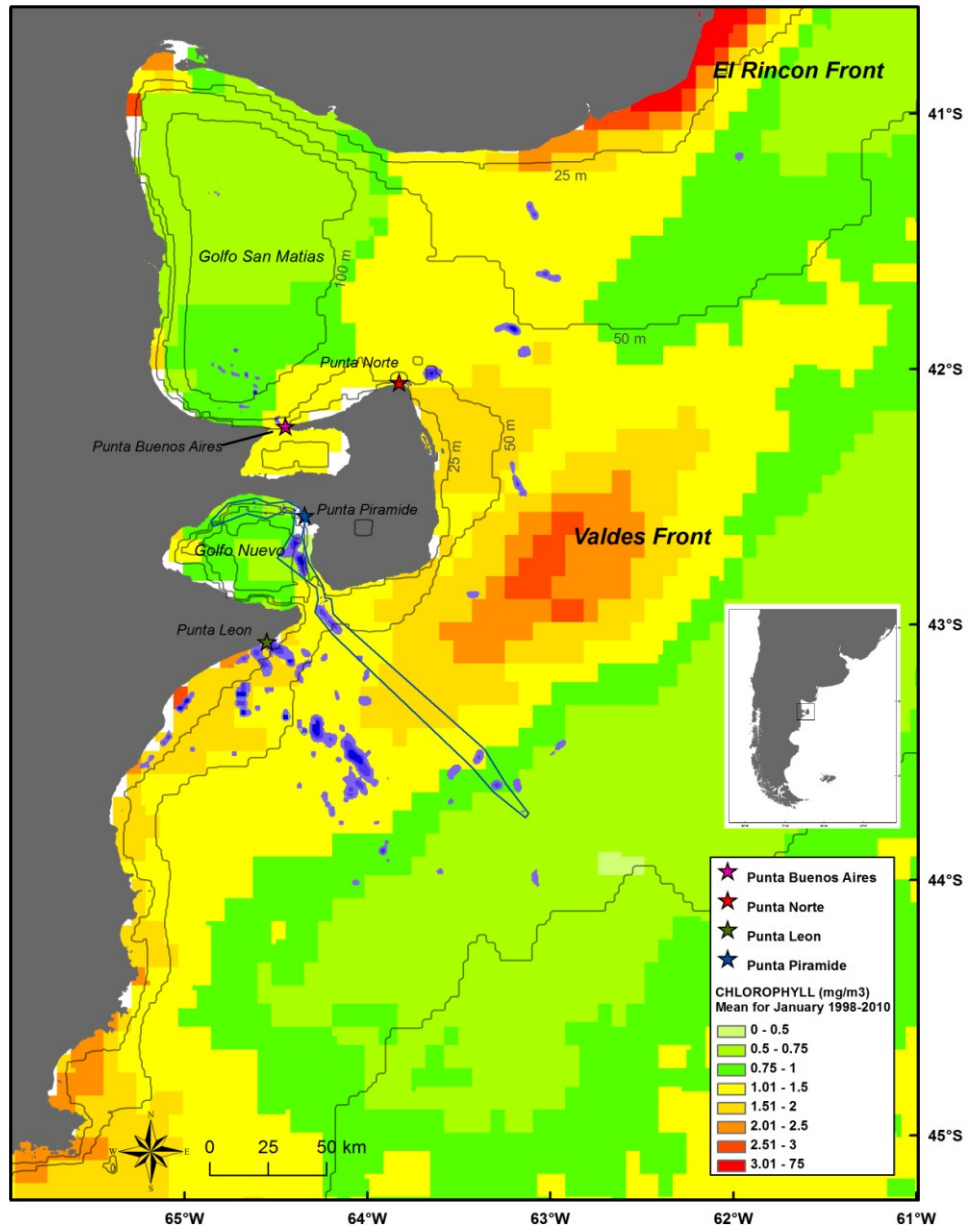 El Rincon Front
41°S
25 m
Golfo San Matias
100 m
50 m
Punta Norte
42°S
Punta Buenos Aires
25 m
50 m
Punta Piramide
Valdes Front
Golfo Nuevo
Punta Leon
43°S
44°S
Punta Buenos Aires
Punta Norte
Punta Leon
Punta Piramide
CHLOROPHYLL (mg/m3)
Mean for January 1998-2010
0 - 0.5
0.5 - 0.75
0.75 - 1
1.01 - 1.5
1.51 - 2
2.01 - 2.5
2.51 - 3
3.01 - 75
N
W E
S
0 25 50 km
45°S
65°W 64°W 63°W 62°W 61°W